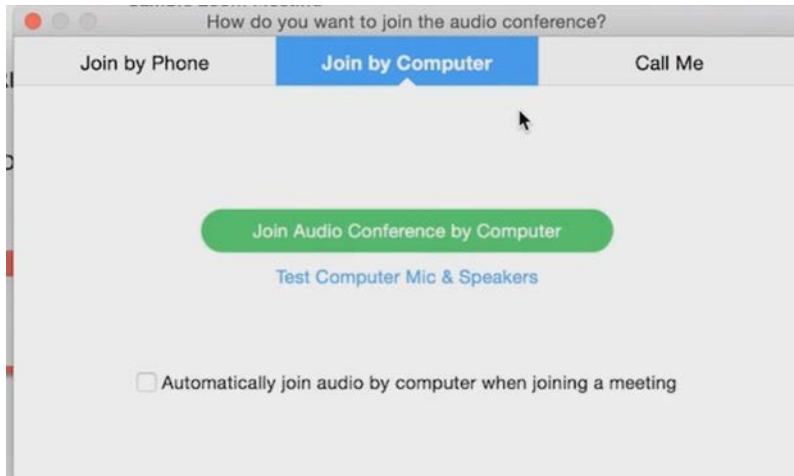 How do you want to join the audio conference?
Join by Phone
Join by Computer
Call Me
Join Audio Conference by Computer
Test Computer Mic & Speakers
Automatically join audio by computer when joining a meeting